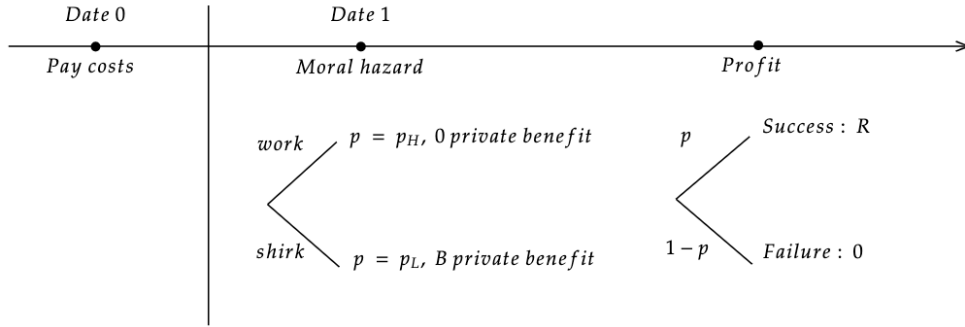 Date 0
Date 1
Pay costs
Moral hazard
Profit
work
p = p_H, 0 private benefit
shirk
p = p_L, B private benefit
p
Success : R
1 − p
Failure : 0